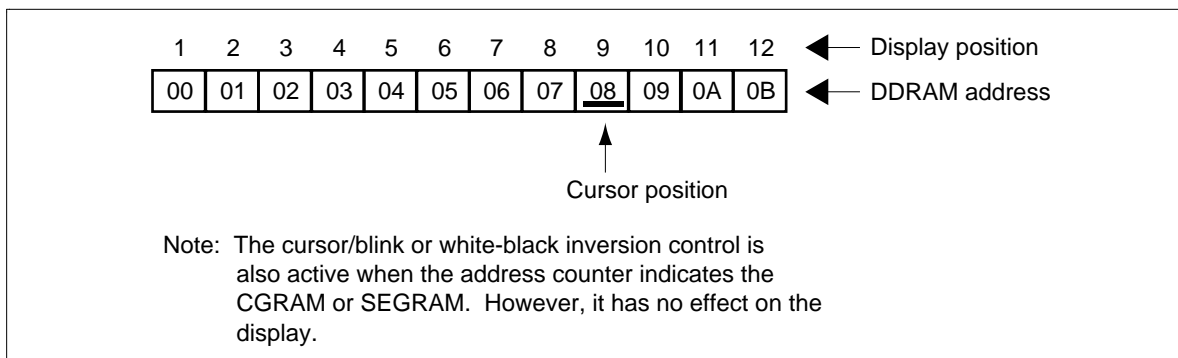 1 2 3 4 5 6 7 8 9 10 11 12 Display position
00 01 02 03 04 05 06 07 08 09 0A 0B DDRAM address
Cursor position
Note: The cursor/blink or white-black inversion control is
also active when the address counter indicates the
CGRAM or SEGRAM. However, it has no effect on the
display.